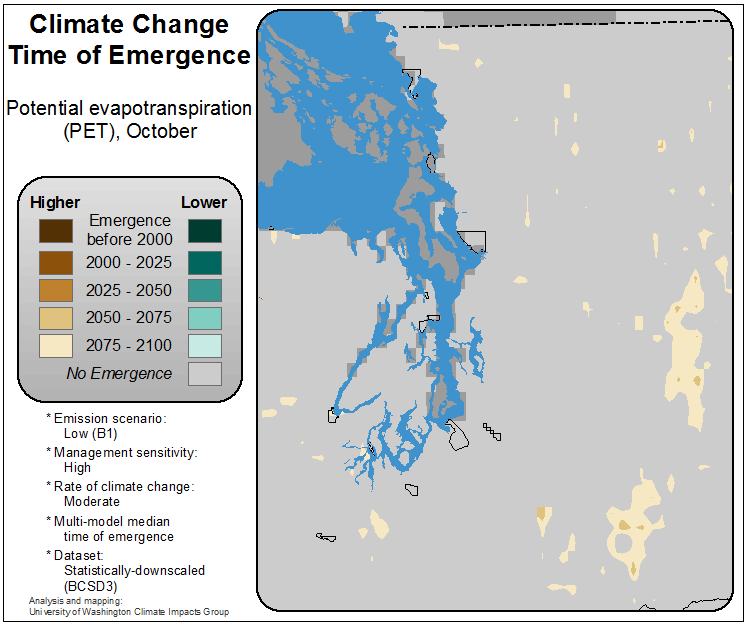 Climate Change
Time of Emergence
Potential evapotranspiration
(PET), October
Higher
Lower
Emergence
before 2000
2000 - 2025
2025 - 2050
2050 - 2075
2075 - 2100
No Emergence
* Emission scenario:
Low (B1)
* Management sensitivity:
High
* Rate of climate change:
Moderate
* Multi-model median
time of emergence
* Dataset:
Statistically-downscaled
(BCSD3)
Analysis and mapping:
University of Washington Climate Impacts Group